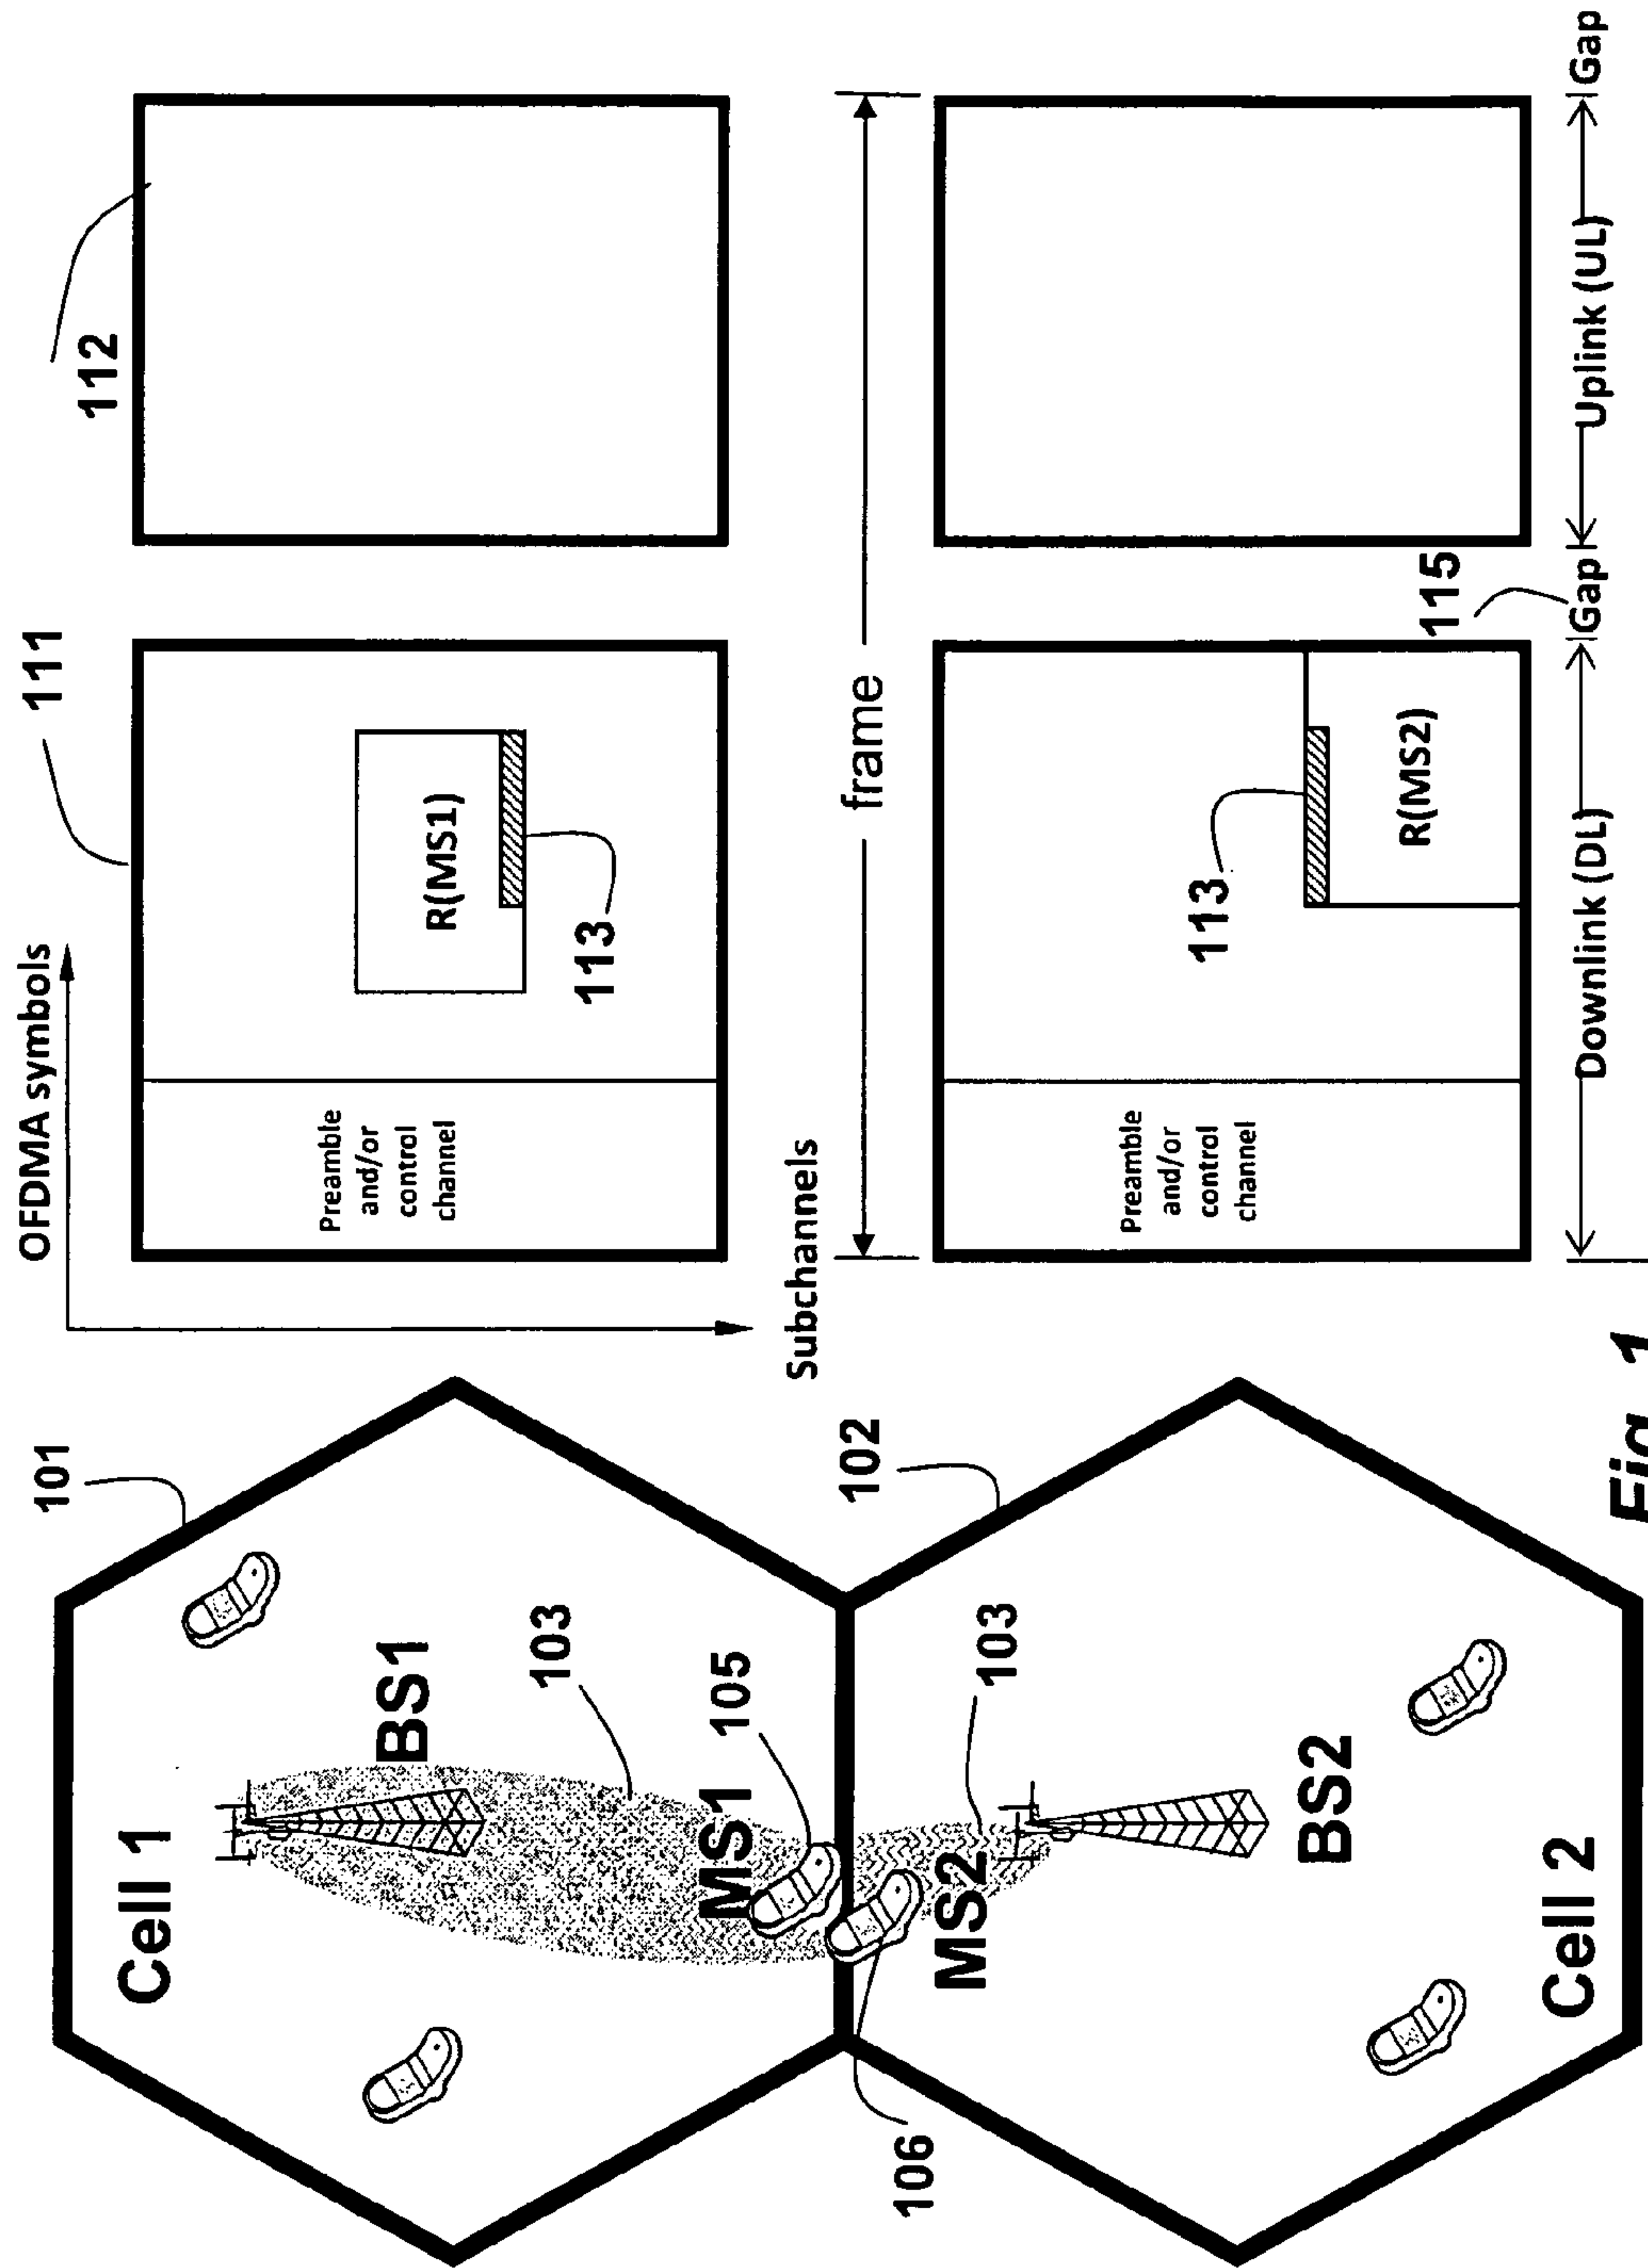 OFDMA symbols
111
112
101
Cell 1
BS1
103
MS1
105
Preamble
and/or
control
channel
R(MS1)
113
Subchannels
frame
106
MS2
103
102
BS2
Cell 2
Preamble
and/or
control
channel
113
R(MS2)
115
Downlink (DL)
Gap
Uplink (UL)
Gap
Fig. 1